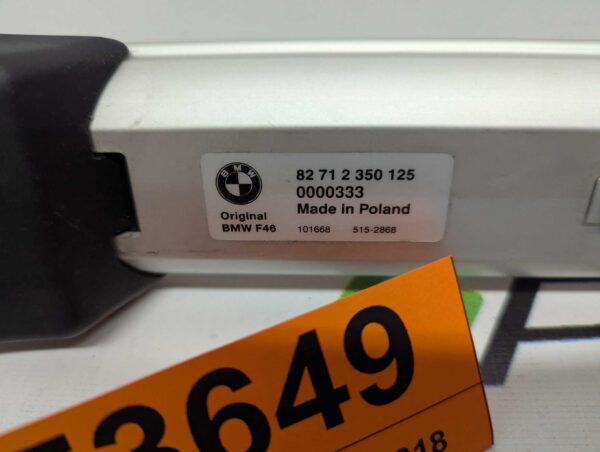 BMW
82 71 2 350 125
0000333
Made in Poland
Original
BMW F46
101668 515-2868
3649